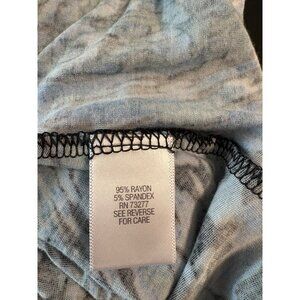 95% RAYON
5% SPANDEX
RN 73277
SEE REVERSE
FOR CARE